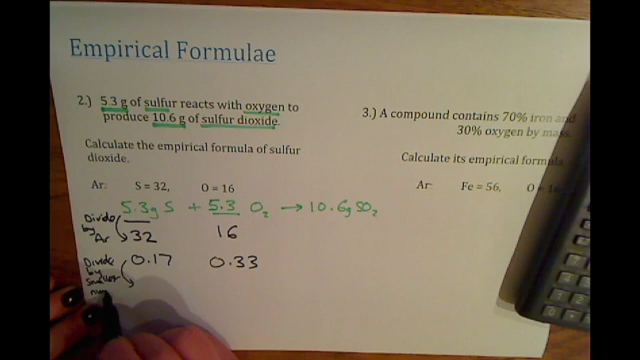 Empirical Formulae
2.) 5.3 g of sulfur reacts with oxygen to
produce 10.6 g of sulfur dioxide.
Calculate the empirical formula of sulfur
dioxide.
Ar: S = 32, O = 16
5.3g S + 5.3 O2 → 10.6g SO2
Divide
by
Ar
32 16
0.17 0.33
Divide
by
smallest
num
3.) A compound contains 70% iron and
30% oxygen by mass.
Calculate its empirical formula
Ar: Fe = 56, O = 16